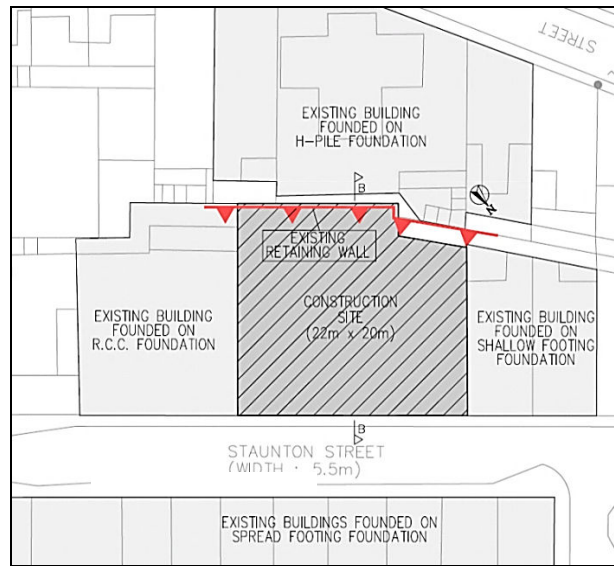 STREET
EXISTING BUILDING
FOUNDED ON
H-PILE FOUNDATION
B
N
EXISTING
RETAINING WALL
EXISTING BUILDING
FOUNDED ON
R.C.C. FOUNDATION
CONSTRUCTION
SITE
(22m x 20m)
EXISTING BUILDING
FOUNDED ON
SHALLOW FOOTING
FOUNDATION
B
STAUNTON STREET
(WIDTH : 5.5m)
EXISTING BUILDINGS FOUNDED ON
SPREAD FOOTING FOUNDATION